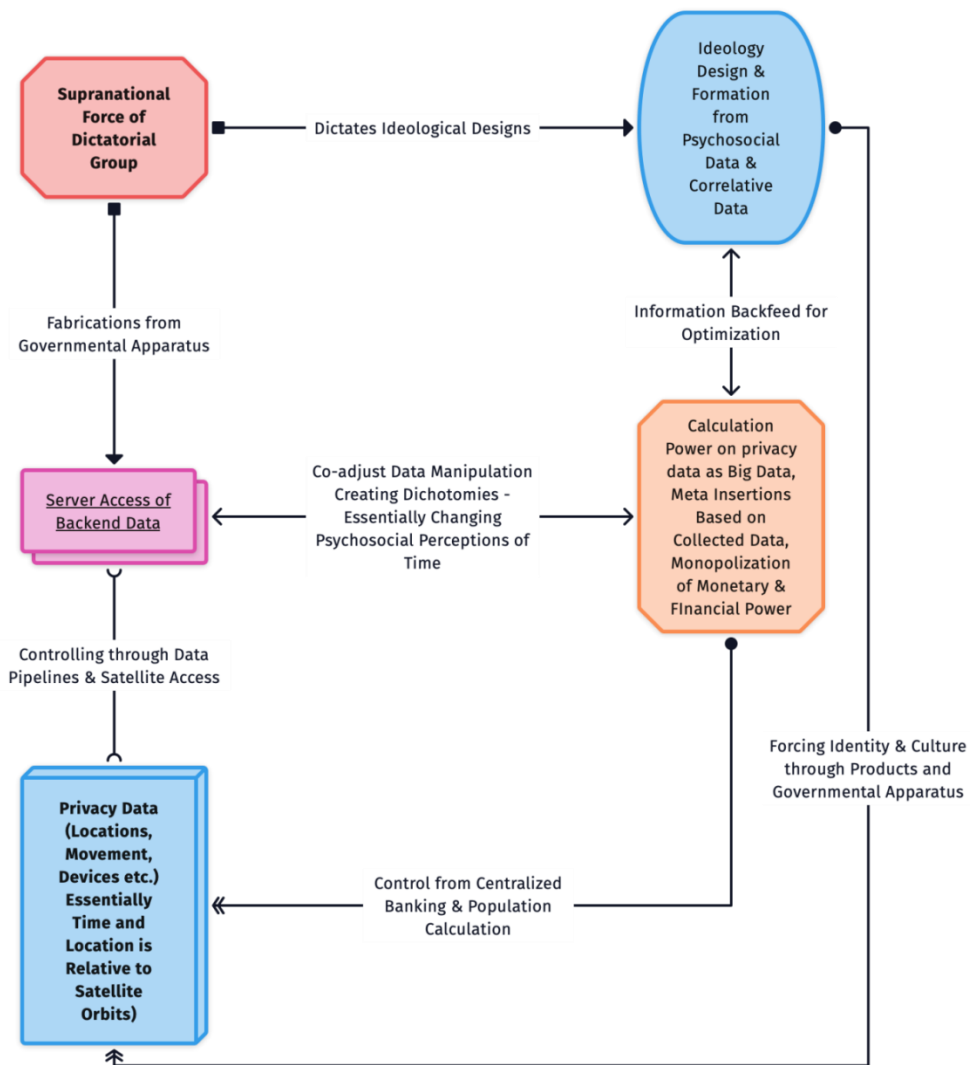 Supranational
Force of
Dictatorial
Group
Dictates Ideological Designs
Ideology
Design &
Formation
from
Psychosocial
Data &
Correlative
Data
Fabrications from
Governmental Apparatus
Information Backfeed for
Optimization
Server Access of
Backend Data
Co-adjust Data Manipulation
Creating Dichotomies -
Essentially Changing
Psychosocial Perceptions of
Time
Calculation
Power on privacy
data as Big Data,
Meta Insertions
Based on
Collected Data,
Monopolization
of Monetary &
FInancial Power
Controlling through Data
Pipelines & Satellite Access
Forcing Identity & Culture
through Products and
Governmental Apparatus
Privacy Data
(Locations,
Movement,
Devices etc.)
Essentially
Time and
Location is
Relative to
Satellite
Orbits)
Control from Centralized
Banking & Population
Calculation